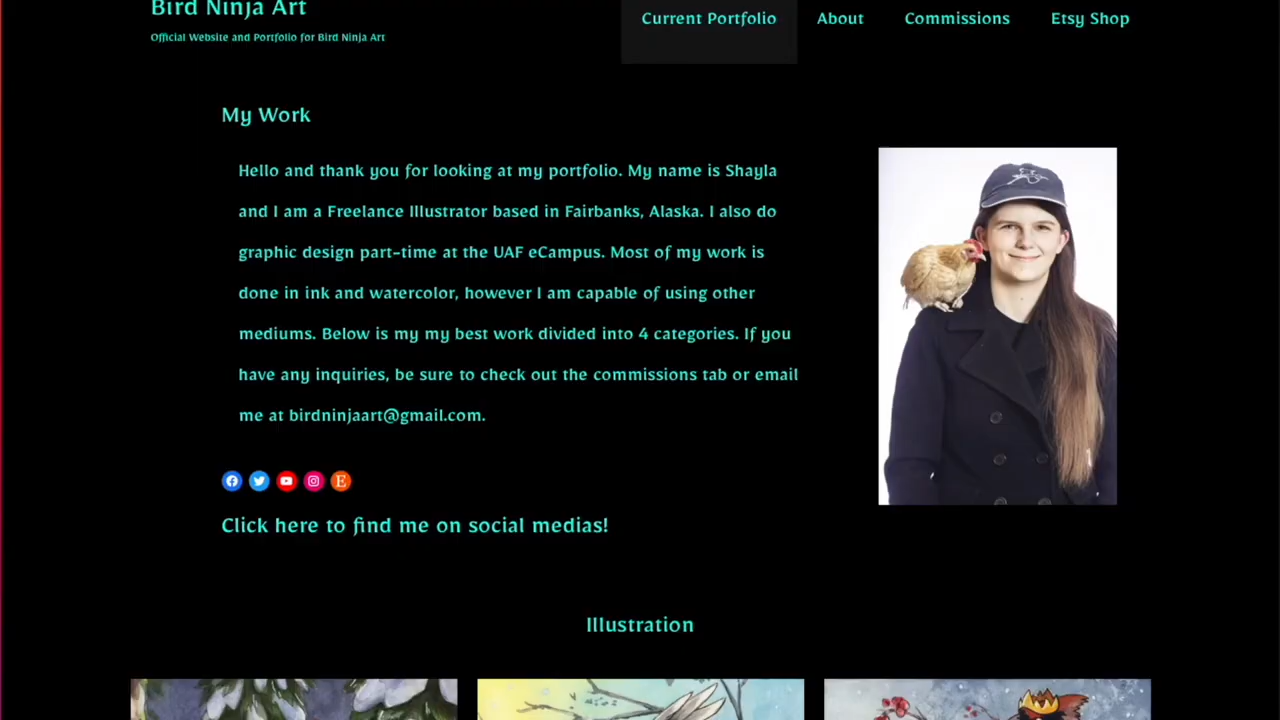 Bird Ninja Art
Official Website and Portfolio for Bird Ninja Art
Current Portfolio
About
Commissions
Etsy Shop
My Work
Hello and thank you for looking at my portfolio. My name is Shayla
and I am a Freelance Illustrator based in Fairbanks, Alaska. I also do
graphic design part-time at the UAF eCampus. Most of my work is
done in ink and watercolor, however I am capable of using other
mediums. Below is my my best work divided into 4 categories. If you
have any inquiries, be sure to check out the commissions tab or email
me at birdninjaart@gmail.com.
E
Click here to find me on social medias!
Illustration